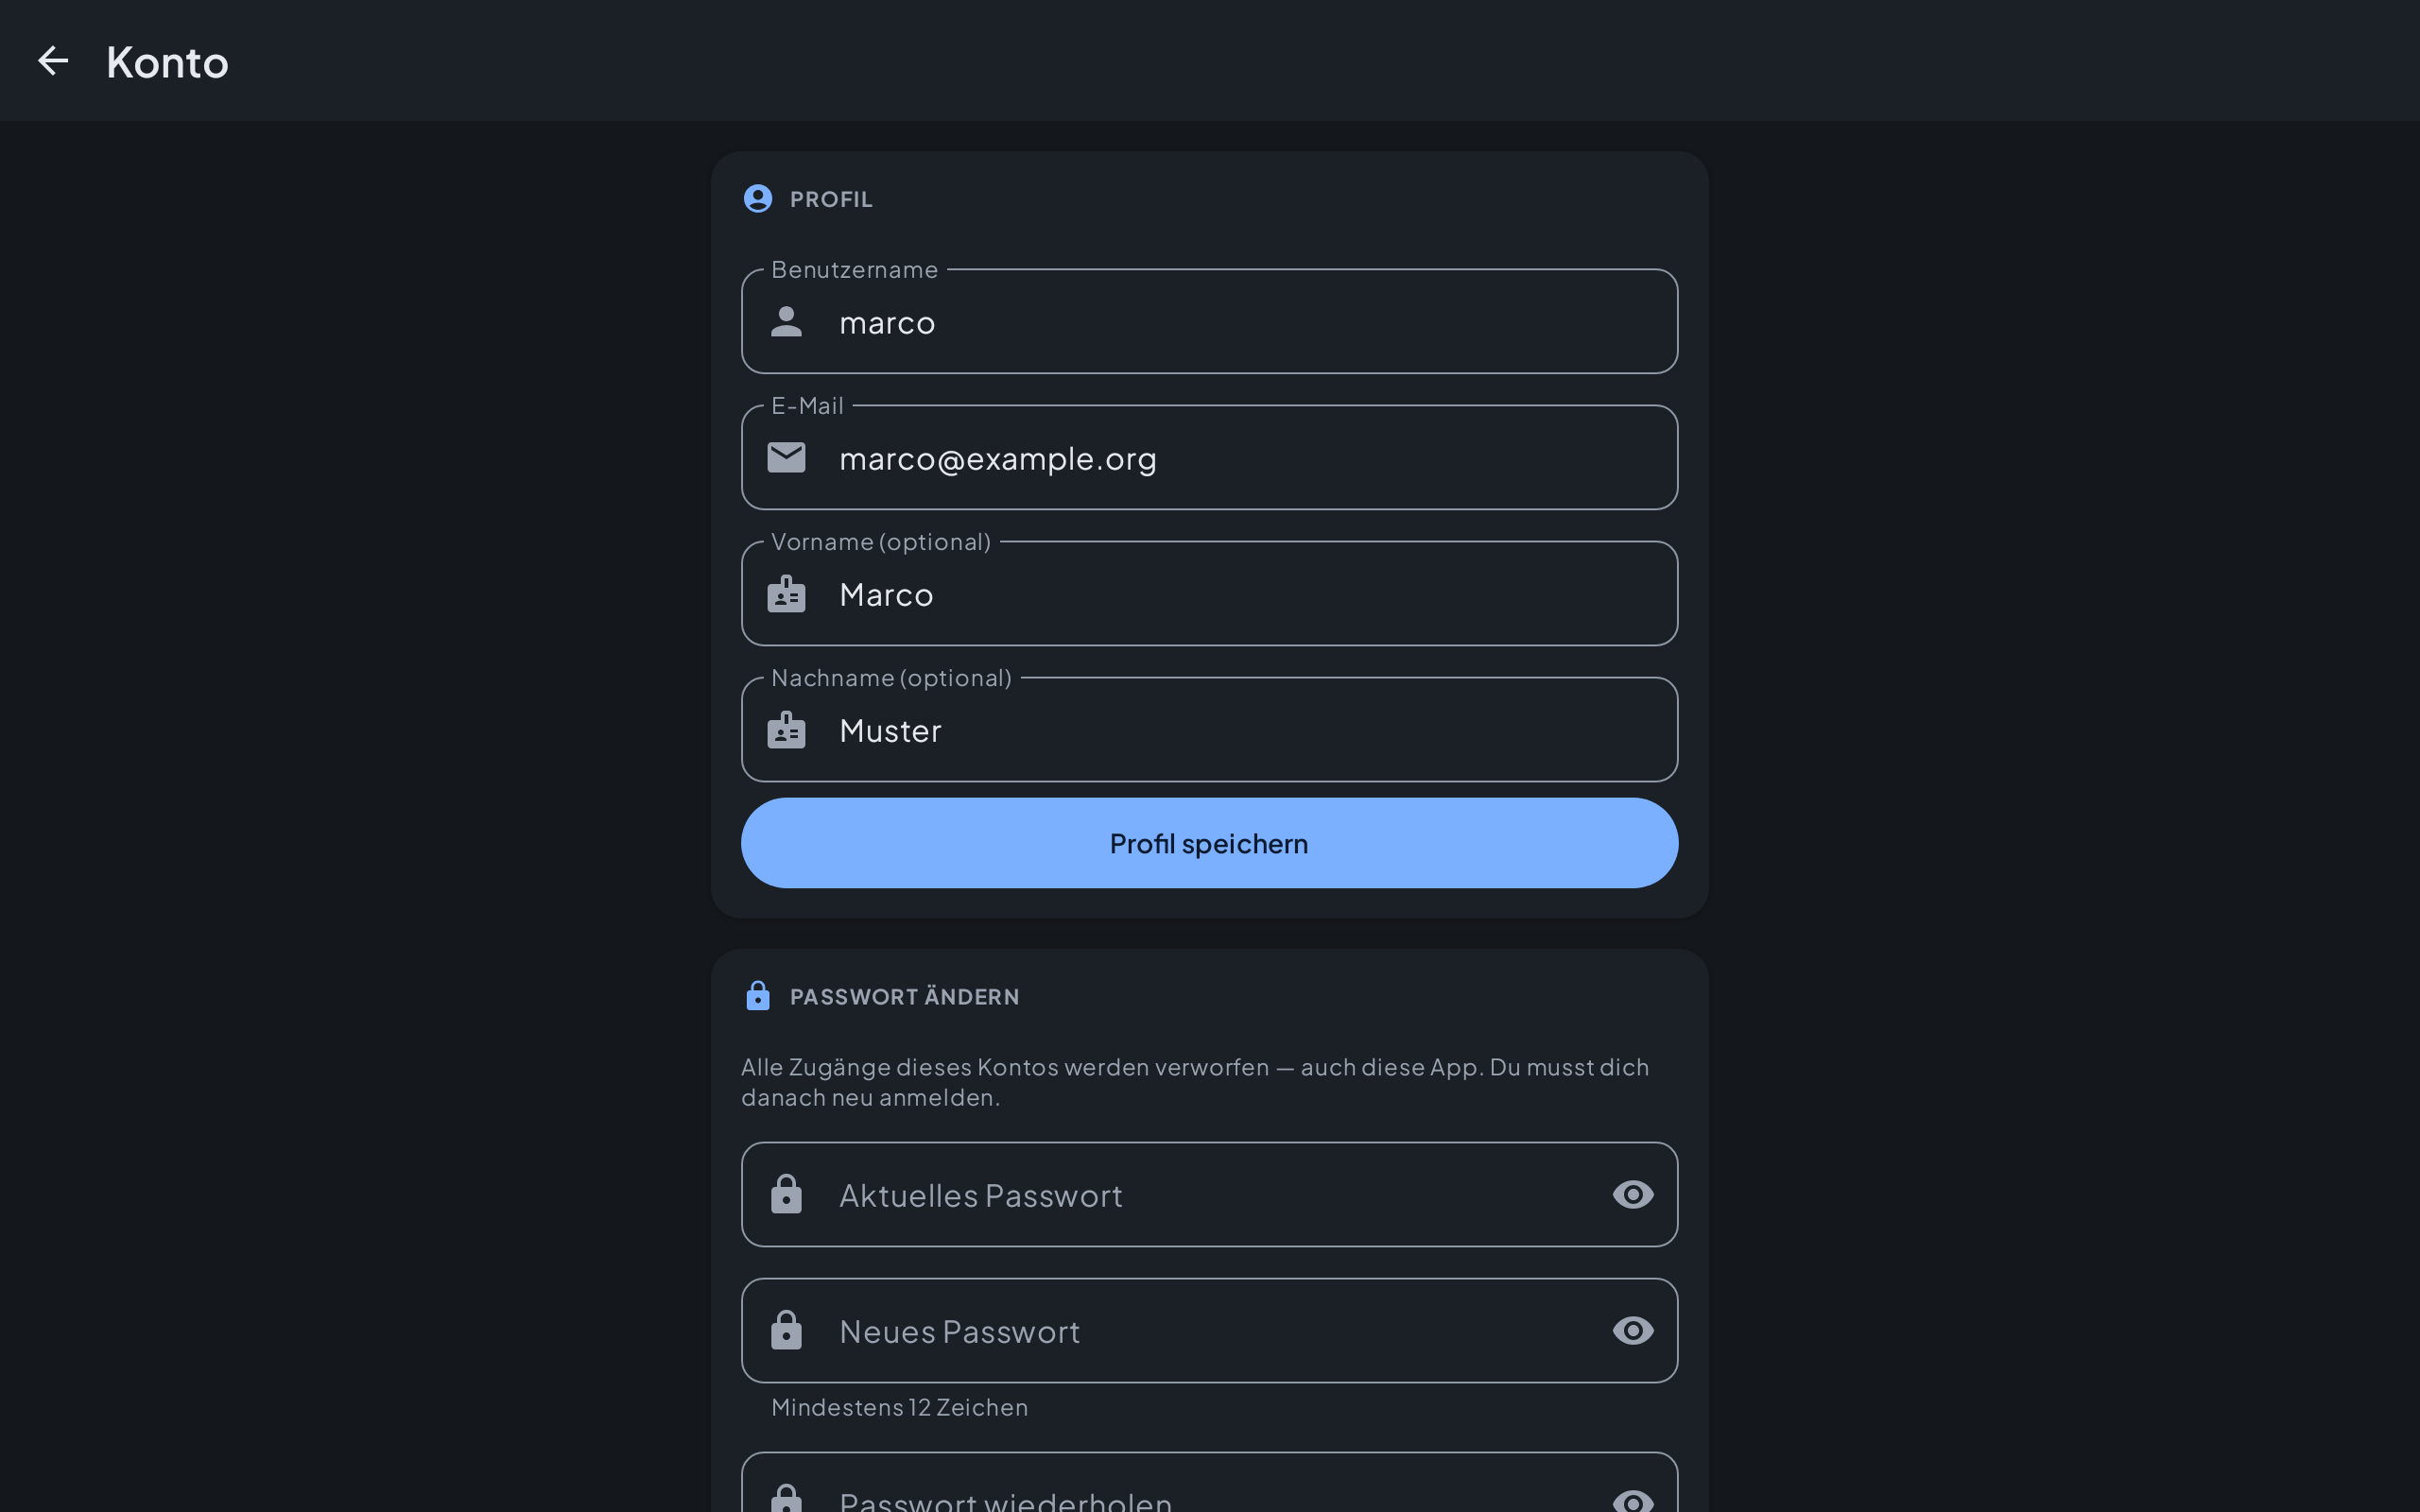 Konto
PROFIL
Benutzername
marco
E-Mail
marco@example.org
Vorname (optional)
Marco
Nachname (optional)
Muster
Profil speichern
PASSWORT ÄNDERN
Alle Zugänge dieses Kontos werden verworfen — auch diese App. Du musst dich
danach neu anmelden.
Aktuelles Passwort
Neues Passwort
Mindestens 12 Zeichen
Passwort wiederholen